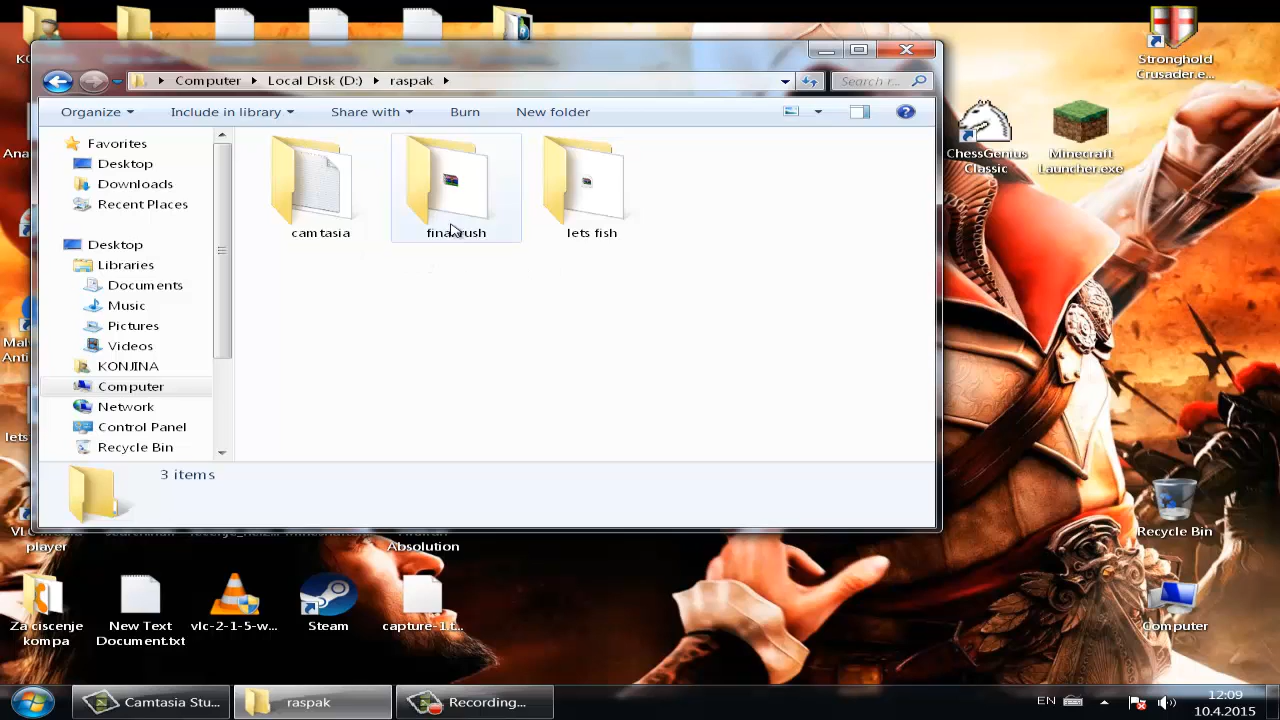 Computer ▸ Local Disk (D:) ▸ raspak ▸
Search r...
Organize
Include in library
Share with
Burn
New folder
Favorites
Desktop
Downloads
Recent Places
Desktop
Libraries
Documents
Music
Pictures
Videos
KONJINA
Computer
Network
Control Panel
Recycle Bin
camtasia
lets fish
3 items
Stronghold
Crusader.e...
ChessGenius
Classic
Minecraft
Launcher.exe
Recycle Bin
Computer
player
Absolution
Za ciscenje
kompa
New Text
Document.txt
vlc-2-1-5-w...
Steam
capture-1.t...
Camtasia Stu...
raspak
Recording...
EN
12:09
10.4.2015